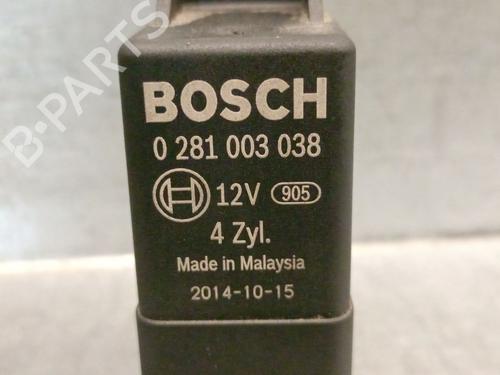 B-PARTS
BOSCH
0 281 003 038
12V 905
4 Zyl.
Made in Malaysia
2014-10-15